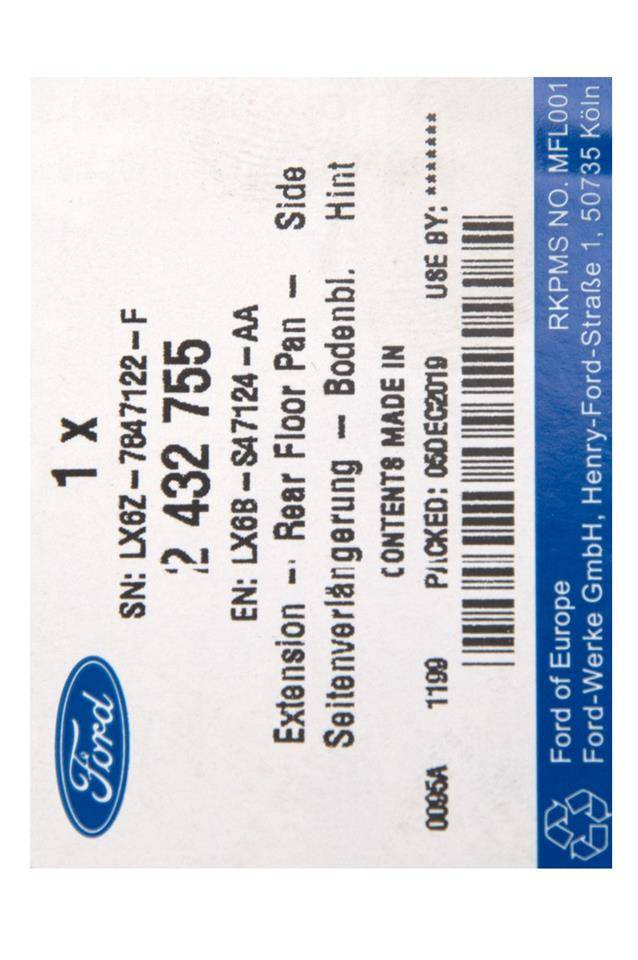 Ford
1 x
SN: LX6Z-7847122-F
2 432 755
EN: LX6B-S47124-AA
Extension - Rear Floor Pan - Side
Seitenverlängerung - Bodenbl. Hint
CONTENTS MADE IN
0095A 1199 PACKED: 05DEC2019 USE BY: ********
Ford of Europe RKPMS NO. MFL001
Ford-Werke GmbH, Henry-Ford-Straße 1, 50735 Köln